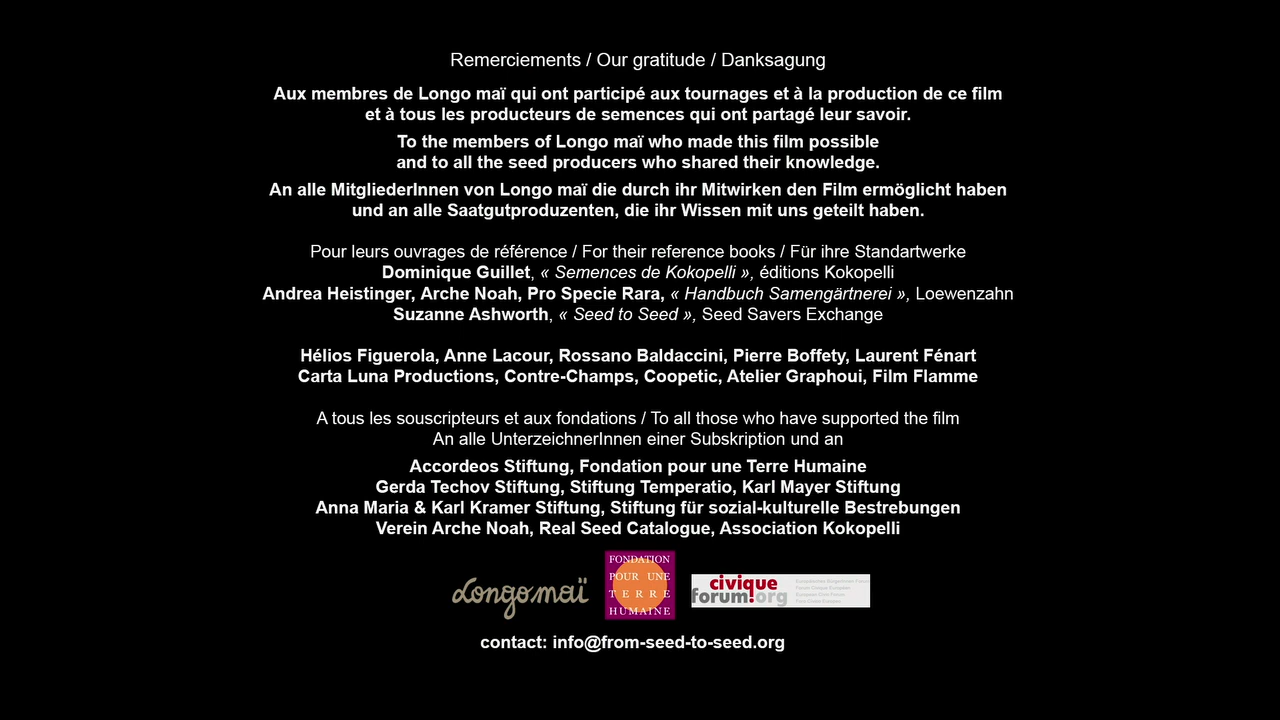 Remerciements / Our gratitude / Danksagung
Aux membres de Longo maï qui ont participé aux tournages et à la production de ce film
et à tous les producteurs de semences qui ont partagé leur savoir.
To the members of Longo maï who made this film possible
and to all the seed producers who shared their knowledge.
An alle MitgliederInnen von Longo maï die durch ihr Mitwirken den Film ermöglicht haben
und an alle Saatgutproduzenten, die ihr Wissen mit uns geteilt haben.
Pour leurs ouvrages de référence / For their reference books / Für ihre Standartwerke
Dominique Guillet, « Semences de Kokopelli », éditions Kokopelli
Andrea Heistinger, Arche Noah, Pro Specie Rara, « Handbuch Samengärtnerei », Loewenzahn
Suzanne Ashworth, « Seed to Seed », Seed Savers Exchange
Hélios Figuerola, Anne Lacour, Rossano Baldaccini, Pierre Boffety, Laurent Fénart
Carta Luna Productions, Contre-Champs, Coopetic, Atelier Graphoui, Film Flamme
A tous les souscripteurs et aux fondations / To all those who have supported the film
An alle UnterzeichnerInnen einer Subskription und an
Accordeos Stiftung, Fondation pour une Terre Humaine
Gerda Techov Stiftung, Stiftung Temperatio, Karl Mayer Stiftung
Anna Maria & Karl Kramer Stiftung, Stiftung für sozial-kulturelle Bestrebungen
Verein Arche Noah, Real Seed Catalogue, Association Kokopelli
Longo maï
FONDATION
POUR UNE
TERRE
HUMAINE
civique
forum.org
Europäisches BürgerInnen Forum
Forum Civique Européen
European Civic Forum
contact: info@from-seed-to-seed.org